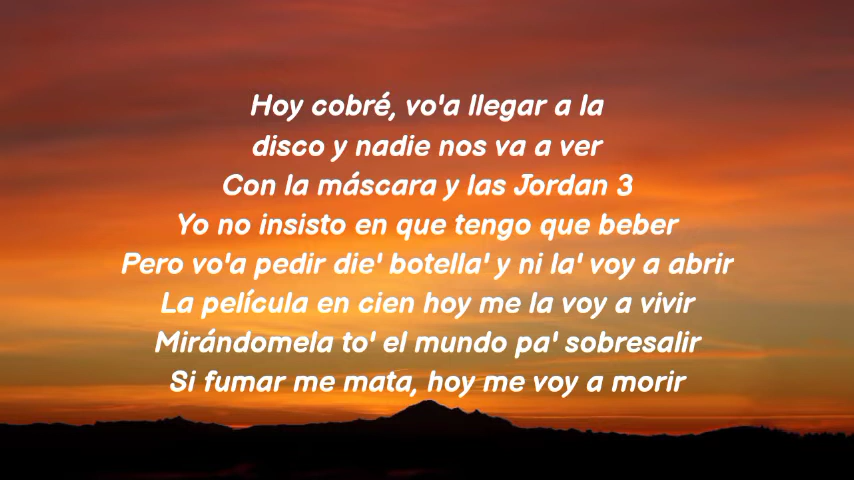 Hoy cobré, vo'a llegar a la
disco y nadie nos va a ver
Con la máscara y las Jordan 3
Yo no insisto en que tengo que beber
Pero vo'a pedir die' botella' y ni la' voy a abrir
La película en cien hoy me la voy a vivir
Mirándomela to' el mundo pa' sobresalir
Si fumar me mata, hoy me voy a morir